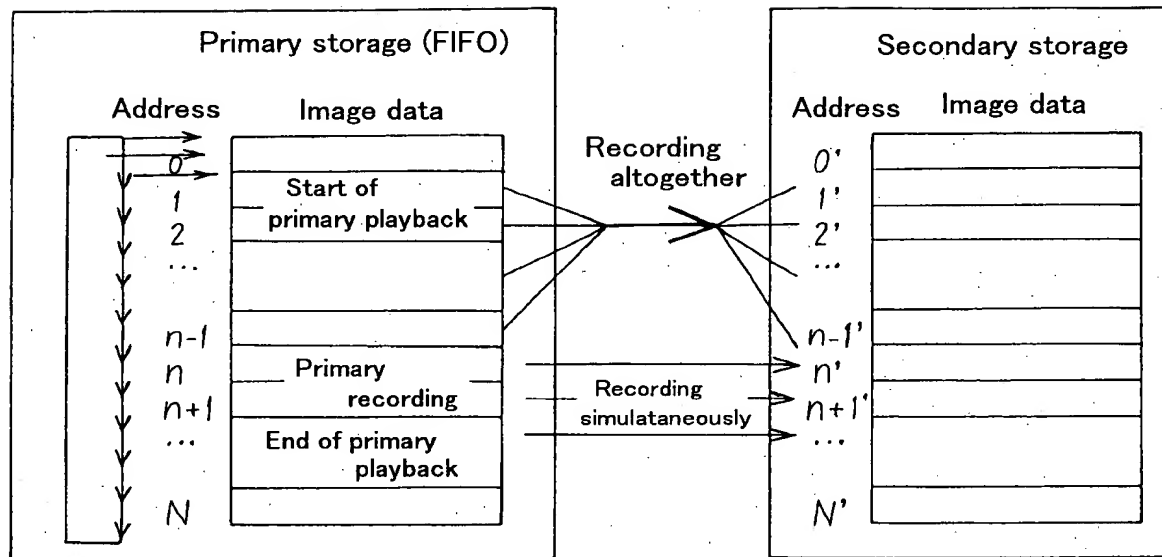 Primary storage (FIFO)
Address
Image data
0
1
2
...
n-1
n
n+1
...
N
Start of
primary playback
Primary
recording
End of primary
playback
Recording
altogether
Recording
simulataneously
Secondary storage
Address
Image data
0'
1'
2'
...
n-1'
n'
n+1'
...
N'